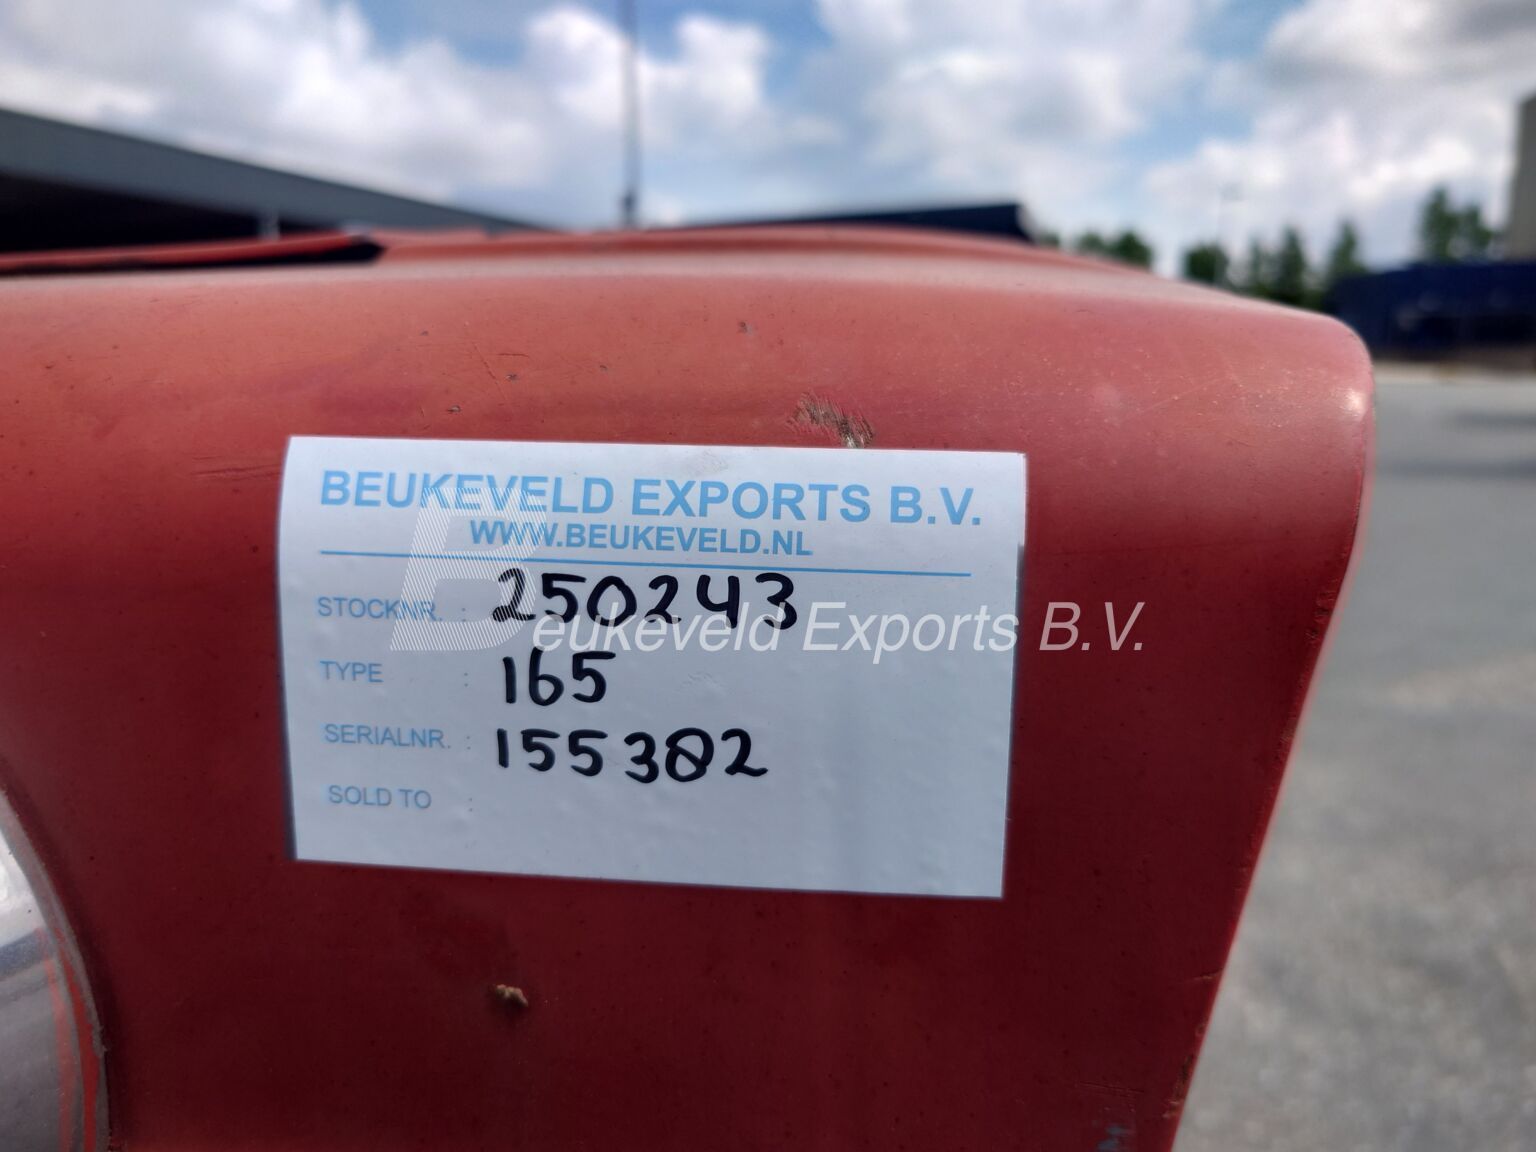 BEUKEVELD EXPORTS B.V.
WWW.BEUKEVELD.NL
STOCKNR. : 250243
Beukeveld Exports B.V.
TYPE : 165
SERIALNR. : 155382
SOLD TO :